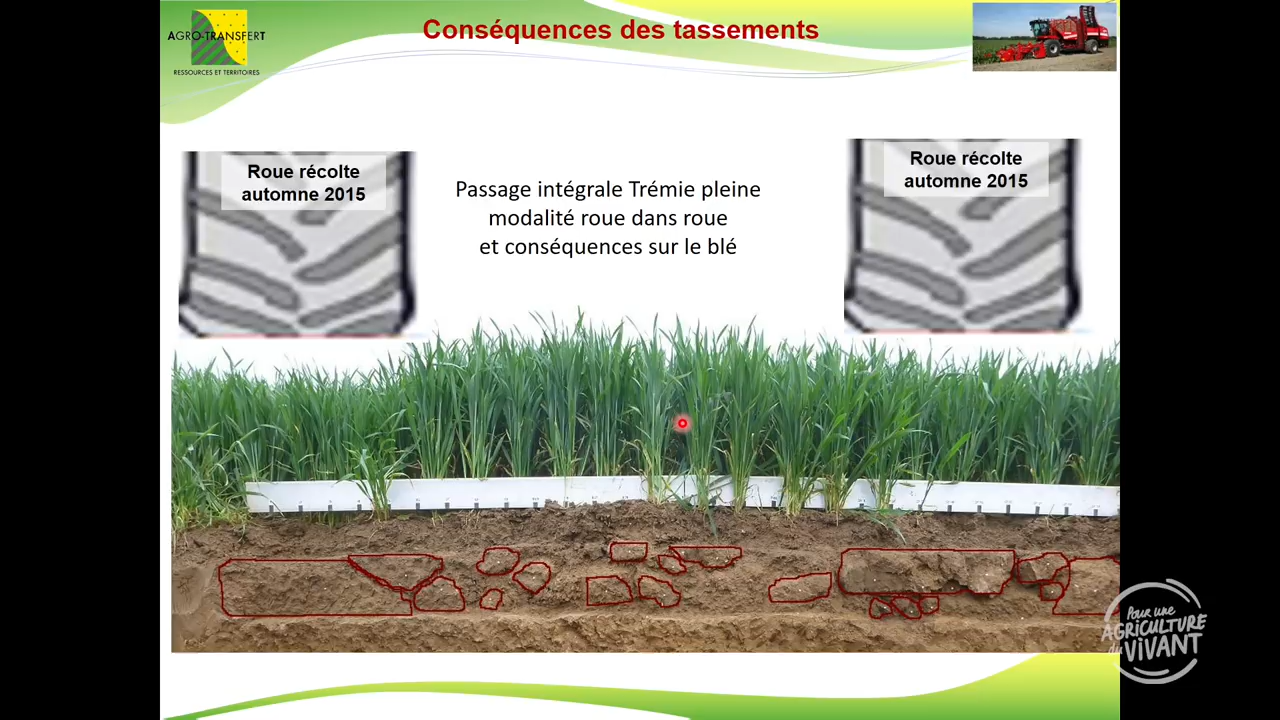 AGRO-TRANSFERT
RESSOURCES ET TERRITOIRES
Conséquences des tassements
Roue récolte
automne 2015
Passage intégrale Trémie pleine
modalité roue dans roue
et conséquences sur le blé
Roue récolte
automne 2015
POUR UNE
AGRICULTURE
du VIVANT